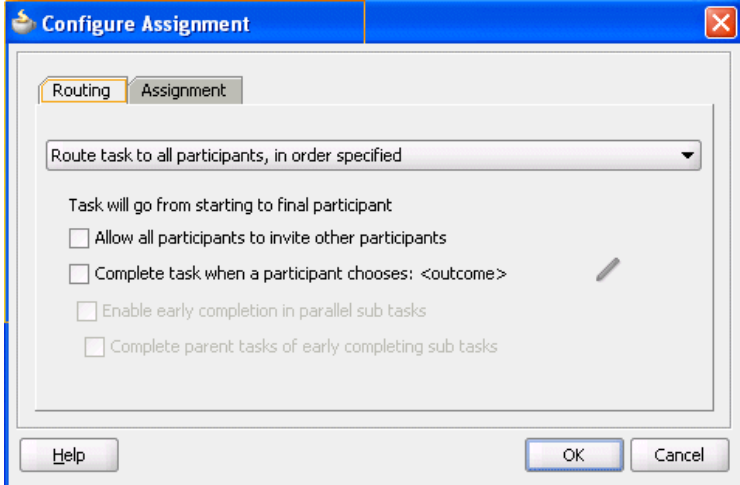 Configure Assignment
Routing Assignment
Route task to all participants, in order specified
Task will go from starting to final participant
Allow all participants to invite other participants
Complete task when a participant chooses: <outcome>
Enable early completion in parallel sub tasks
Complete parent tasks of early completing sub tasks
Help OK Cancel